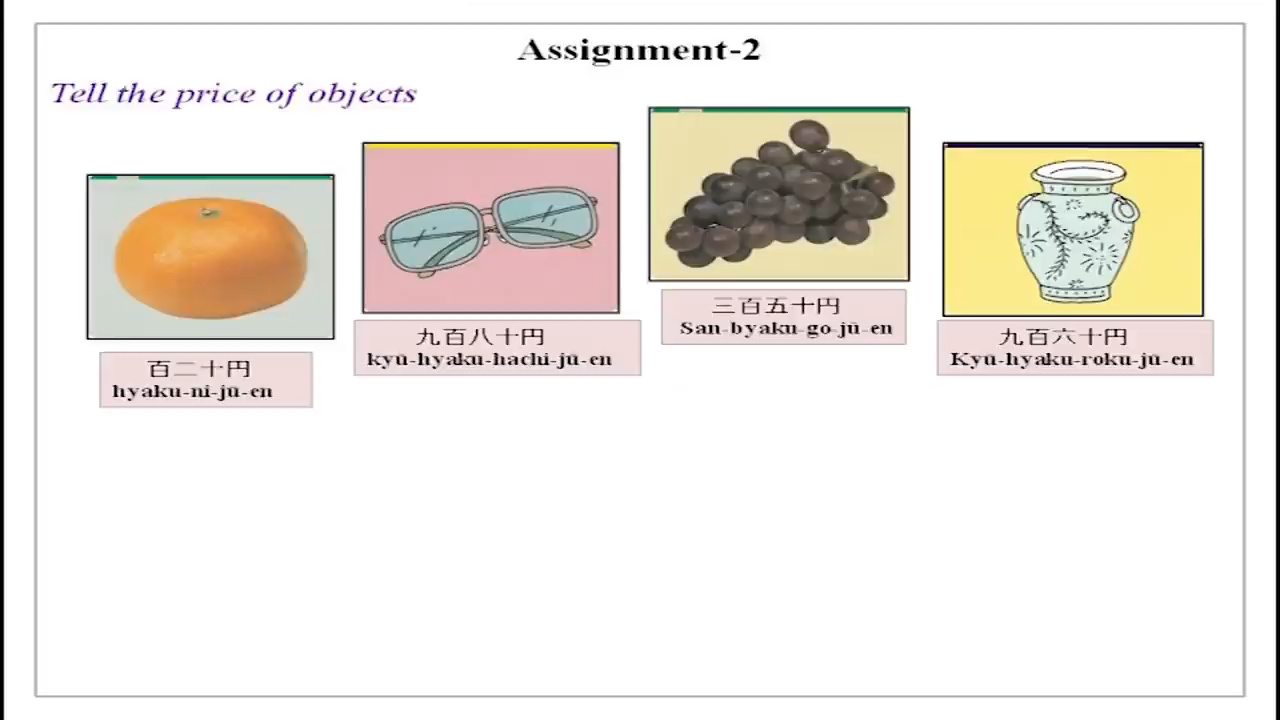 Assignment-2
Tell the price of objects
百二十円
hyaku-ni-jū-en
九百八十円
kyū-hyaku-hachi-jū-en
三百五十円
San-byaku-go-jū-en
九百六十円
Kyū-hyaku-roku-jū-en